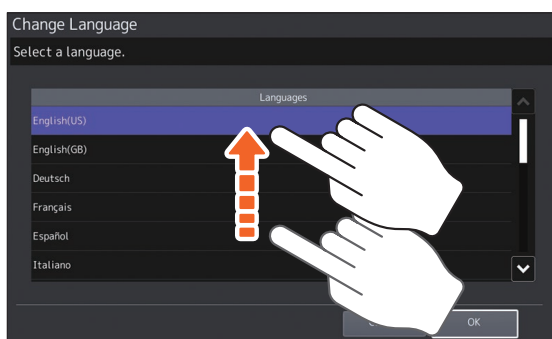 Change Language
Select a language.
Languages
English(US)
English(GB)
Deutsch
Français
Español
Italiano
OK